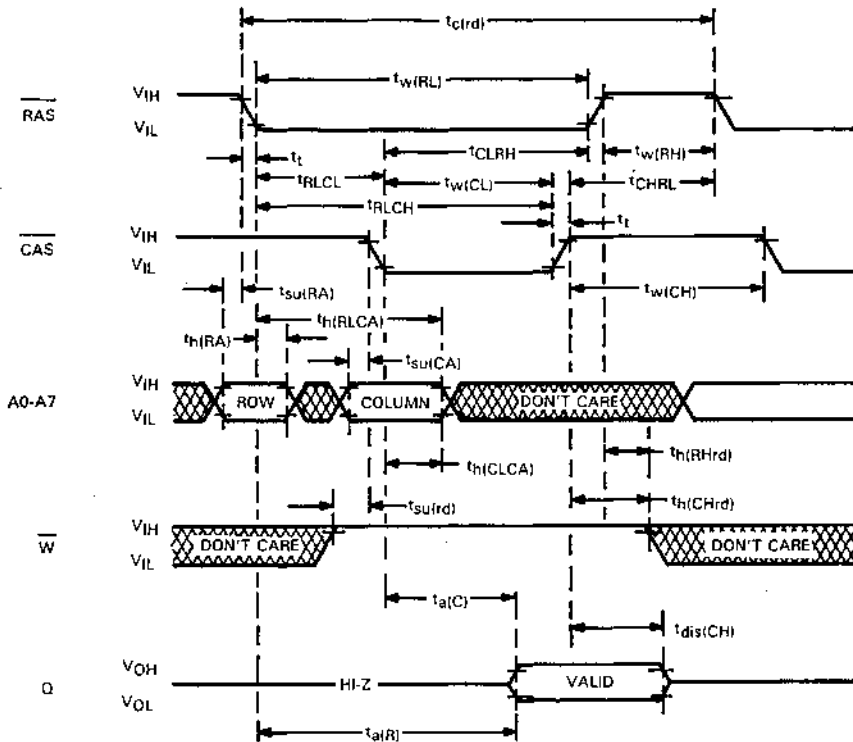 tc(rd)
VIH
RAS
VIL
tw(RL)
tCLRH
tw(RH)
tt
tRLCL
tw(CL)
tCHRL
tRLCH
tt
VIH
CAS
VIL
tsu(RA)
tw(CH)
th(RLCA)
th(RA)
tsu(CA)
VIH
A0-A7
VIL
ROW
COLUMN
DON'T CARE
th(RHrd)
th(CLCA)
th(CHrd)
tsu(rd)
VIH
W
VIL
DON'T CARE
DON'T CARE
ta(C)
tdis(CH)
VOH
Q
VOL
HI-Z
VALID
ta(R)